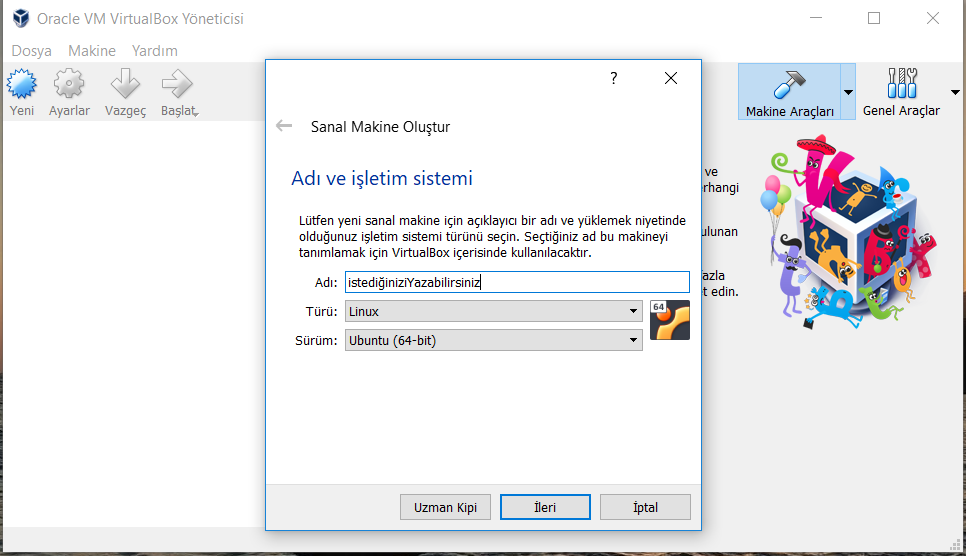 Oracle VM VirtualBox Yöneticisi
Dosya Makine Yardım
Yeni Ayarlar Vazgeç Başlat
Makine Araçları Genel Araçlar
?
Sanal Makine Oluştur
Adı ve işletim sistemi
Lütfen yeni sanal makine için açıklayıcı bir adı ve yüklemek niyetinde
olduğunuz işletim sistemi türünü seçin. Seçtiğiniz ad bu makineyi
tanımlamak için VirtualBox içerisinde kullanılacaktır.
Adı: istediğiniziYazabilirsiniz
Türü: Linux
64
Sürüm: Ubuntu (64-bit)
Uzman Kipi İleri İptal
ve
erhangi
ulunan
azla
et edin.